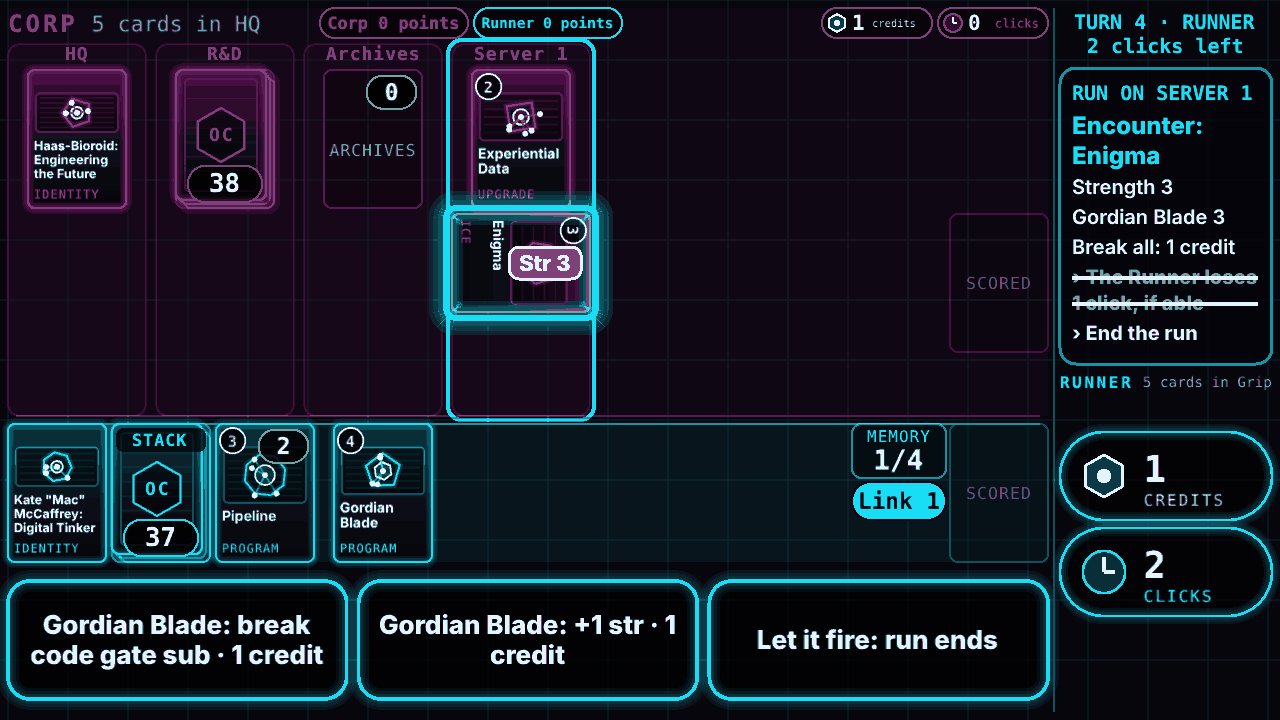 CORP 5 cards in HQ
Corp 0 points
Runner 0 points
1 credits
0 clicks
TURN 4 · RUNNER
2 clicks left
HQ
R&D
Archives
Server 1
Haas-Bioroid:
Engineering
the Future
IDENTITY
OC
38
0
ARCHIVES
2
Experiential
Data
UPGRADE
ICE
Enigma
3
Str 3
SCORED
RUN ON SERVER 1
Encounter:
Enigma
Strength 3
Gordian Blade 3
Break all: 1 credit
› The Runner loses
1 click, if able
› End the run
RUNNER 5 cards in Grip
Kate "Mac"
McCaffrey:
Digital Tinker
IDENTITY
STACK
OC
37
3
2
Pipeline
PROGRAM
4
Gordian
Blade
PROGRAM
MEMORY
1/4
Link 1
SCORED
1
CREDITS
2
CLICKS
Gordian Blade: break
code gate sub · 1 credit
Gordian Blade: +1 str · 1
credit
Let it fire: run ends